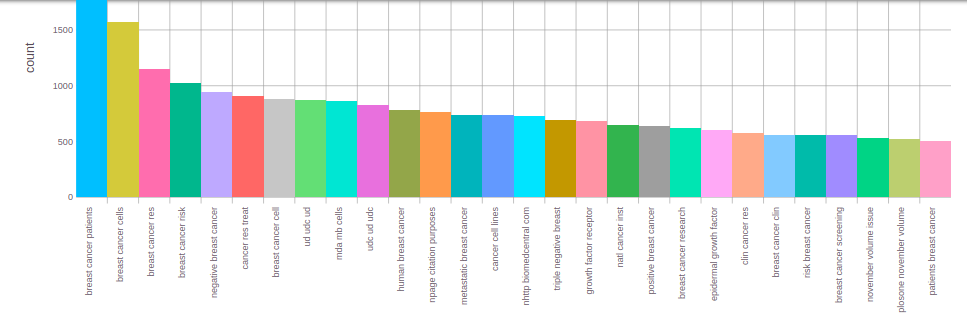 count
1500
1000
500
0
breast cancer patients
breast cancer cells
breast cancer res
breast cancer risk
negative breast cancer
cancer res treat
breast cancer cell
ud ud ud
mda mb cells
udc ud udc
human breast cancer
npage citation purposes
metastatic breast cancer
cancer cell lines
nhttp biomedcentral com
triple negative breast
growth factor receptor
natl cancer inst
positive breast cancer
breast cancer research
epidermal growth factor
clin cancer res
breast cancer clin
risk breast cancer
breast cancer screening
november volume issue
plosone november volume
patients breast cancer